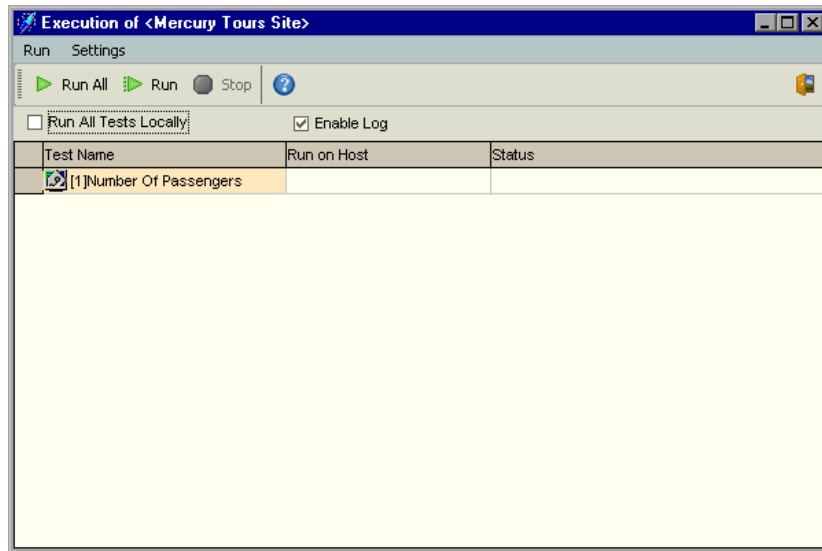 Execution of <Mercury Tours Site>
Run Settings
Run All Run Stop
Run All Tests Locally Enable Log
Test Name Run on Host Status
[1]Number Of Passengers